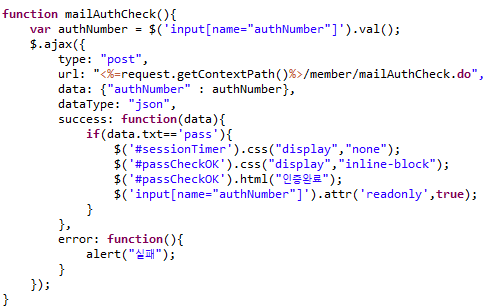 function mailAuthCheck(){
    var authNumber = $('input[name="authNumber"]').val();
    $.ajax({
        type: "post",
        url: "<%=request.getContextPath()%>/member/mailAuthCheck.do",
        data: {"authNumber" : authNumber},
        dataType: "json",
        success: function(data){
            if(data.txt=='pass'){
                $('#sessionTimer').css("display","none");
                $('#passCheckOK').css("display","inline-block");
                $('#passCheckOK').html("인증완료");
                $('input[name="authNumber"]').attr('readonly',true);
            }
        },
        error: function(){
            alert("실패");
        }
    });
}